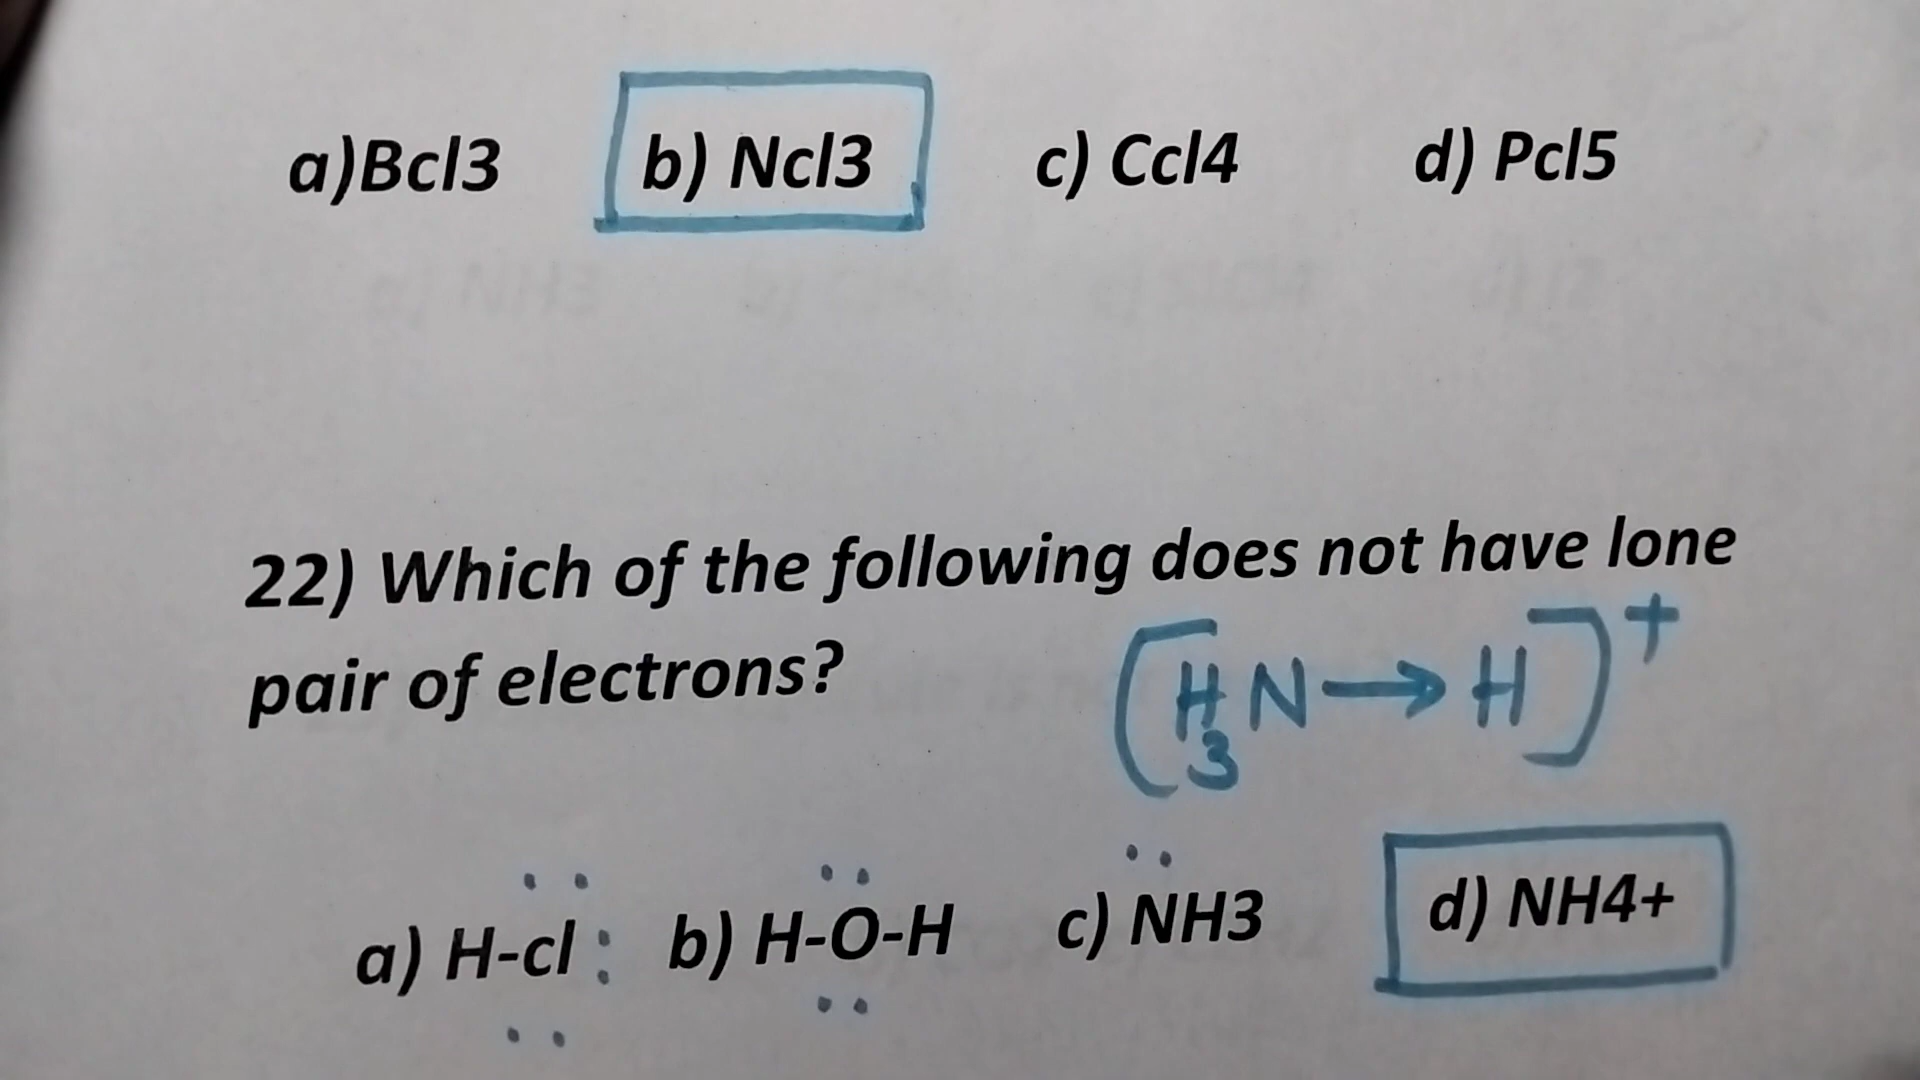 a)Bcl3 b) Ncl3 c) Ccl4 d) Pcl5
22) Which of the following does not have lone
pair of electrons?
[H3N→H]+
a) H-cl: b) H-O-H c) NH3 d) NH4+